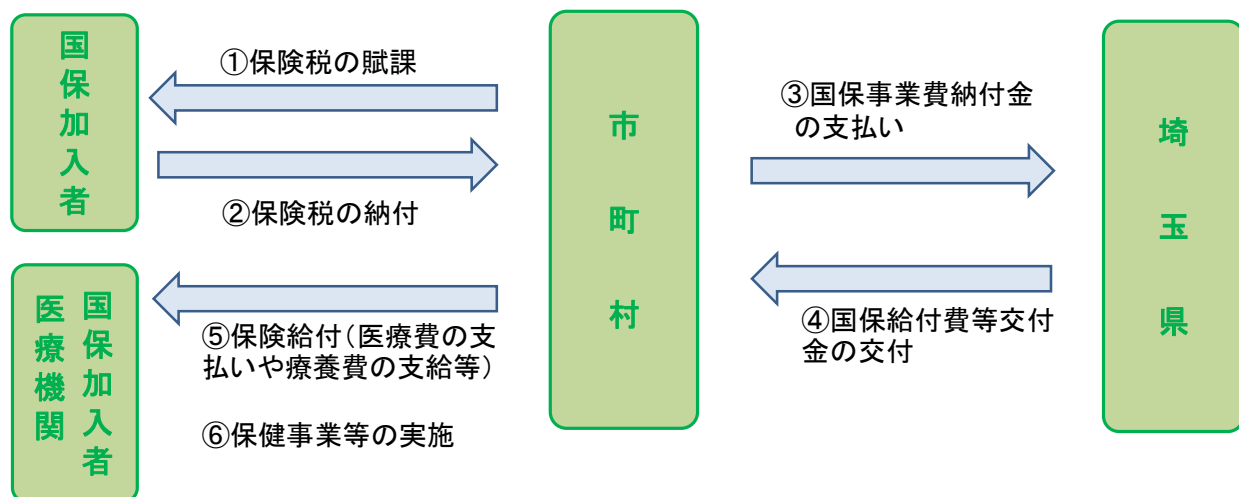 国保加入者
①保険税の賦課
②保険税の納付
市町村
③国保事業費納付金
の支払い
④国保給付費等交付
金の交付
埼玉県
国保加入者
医療機関
⑤保険給付（医療費の支
払いや療養費の支給等）
⑥保健事業等の実施